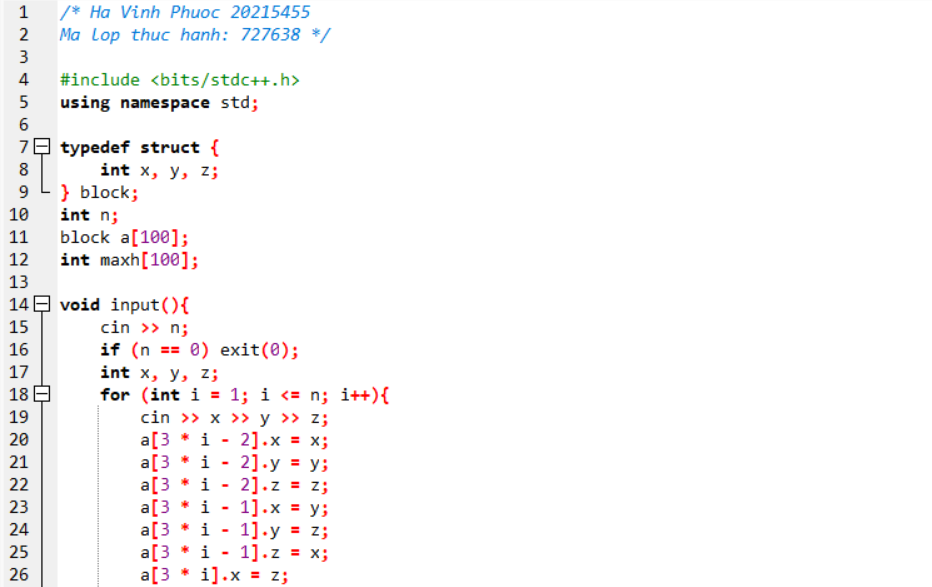 1 /* Ha Vinh Phuoc 20215455
2 Ma lop thuc hanh: 727638 */
3
4 #include <bits/stdc++.h>
5 using namespace std;
6
7 typedef struct {
8     int x, y, z;
9 } block;
10 int n;
11 block a[100];
12 int maxh[100];
13
14 void input(){
15     cin >> n;
16     if (n == 0) exit(0);
17     int x, y, z;
18     for (int i = 1; i <= n; i++){
19         cin >> x >> y >> z;
20         a[3 * i - 2].x = x;
21         a[3 * i - 2].y = y;
22         a[3 * i - 2].z = z;
23         a[3 * i - 1].x = y;
24         a[3 * i - 1].y = z;
25         a[3 * i - 1].z = x;
26         a[3 * i].x = z;